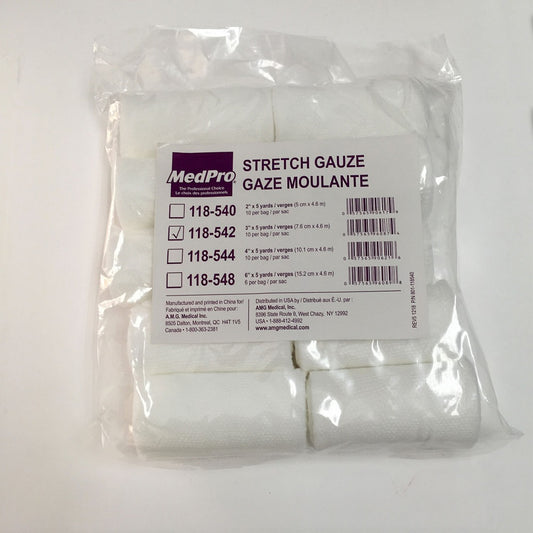 MedPro
The Professional Choice
Le choix des professionnels
STRETCH GAUZE
GAZE MOULANTE
118-540 2" x 5 yards / verges (5 cm x 4.6 m)
10 per bag / par sac
118-542 3" x 5 yards / verges (7.6 cm x 4.6 m)
10 per bag / par sac
118-544 4" x 5 yards / verges (10.1 cm x 4.6 m)
10 per bag / par sac
118-548 6" x 5 yards / verges (15.2 cm x 4.6 m)
6 per bag / par sac
Manufactured and printed in China for/
Fabriqué et imprimé en Chine pour:
A.M.G. Medical Inc.
8505 Dalton, Montreal, QC H4T 1V5
Canada • 1-800-363-2381
Distributed in USA by / Distribué aux É.-U. par :
AMG Medical Inc.
8396 State Route 9, West Chazy, NY 12992
USA • 1-888-412-4992
www.amgmedical.com
REV5 1218 P/N 801-118540